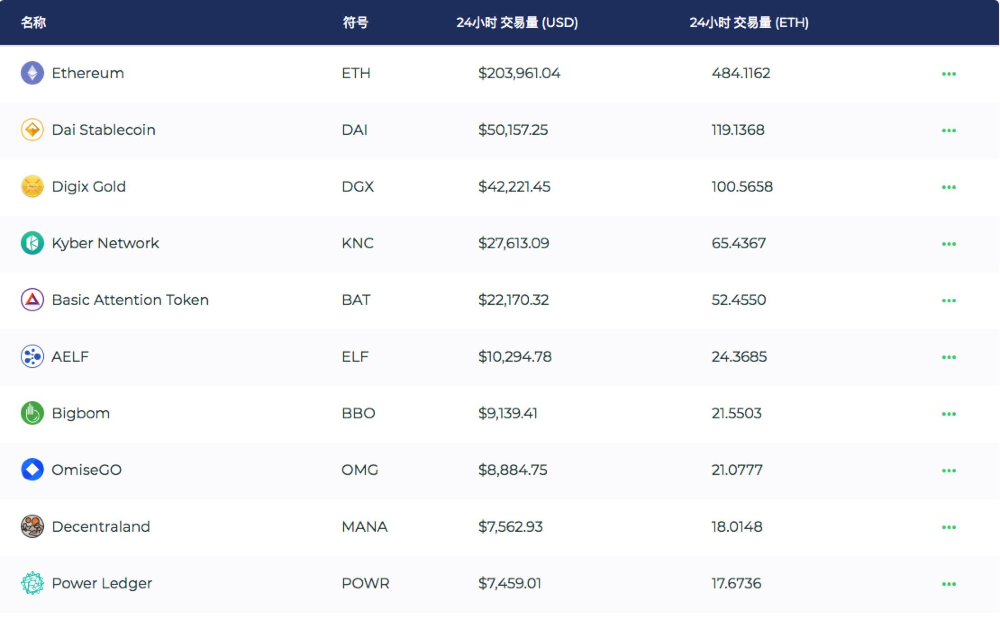 名称 符号 24小时 交易量 (USD) 24小时 交易量 (ETH)
Ethereum ETH $203,961.04 484.1162 •••
Dai Stablecoin DAI $50,157.25 119.1368 •••
Digix Gold DGX $42,221.45 100.5658 •••
Kyber Network KNC $27,613.09 65.4367 •••
Basic Attention Token BAT $22,170.32 52.4550 •••
AELF ELF $10,294.78 24.3685 •••
Bigbom BBO $9,139.41 21.5503 •••
OmiseGO OMG $8,884.75 21.0777 •••
Decentraland MANA $7,562.93 18.0148 •••
Power Ledger POWR $7,459.01 17.6736 •••